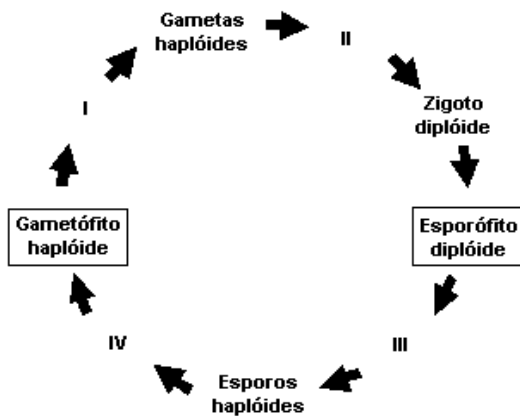 Gametas
haplóides
II
Zigoto
diplóide
Esporófito
diplóide
III
Esporos
haplóides
IV
Gametófito
haplóide
I